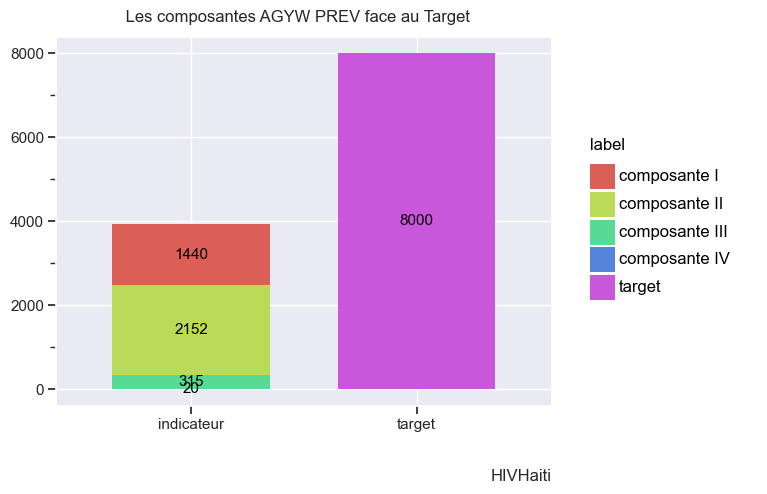 Les composantes AGYW PREV face au Target
8000
6000
4000
2000
0
1440
2152
315
20
8000
indicateur
target
label
composante I
composante II
composante III
composante IV
target
HIVHaiti